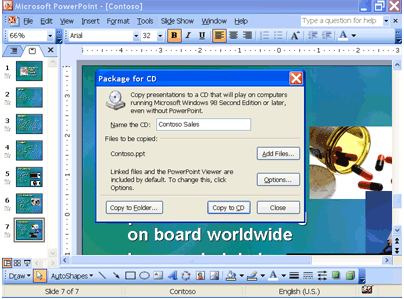 Microsoft PowerPoint - [Contoso]
File Edit View Insert Format Tools Slide Show Window Help
Type a question for help
66% Arial 32 B I U
Package for CD
Copy presentations to a CD that will play on computers
running Microsoft Windows 98 Second Edition or later,
even without PowerPoint.
Name the CD: Contoso Sales
Files to be copied:
Contoso.ppt
Add Files...
Linked files and the PowerPoint Viewer are
included by default. To change this, click
Options.
Options...
Copy to Folder... Copy to CD Close
1
2
3
4
5
6
7
on board worldwide
Draw AutoShapes
Slide 7 of 7 Contoso English (U.S.)